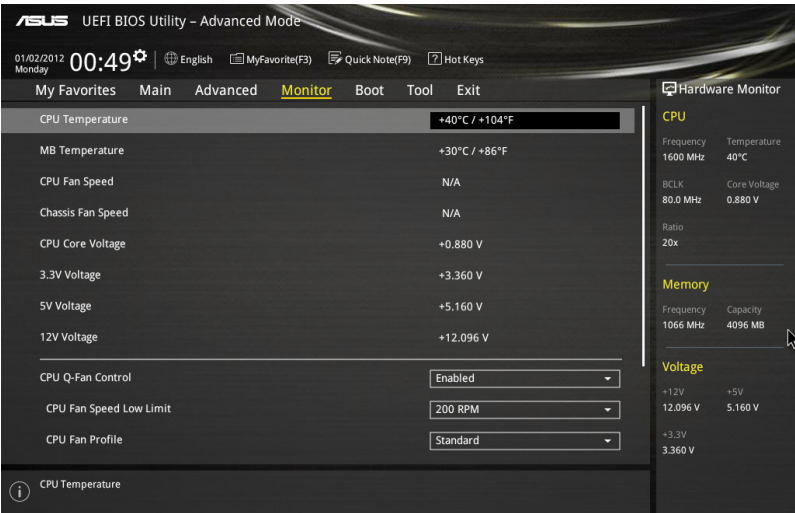 ASUS UEFI BIOS Utility – Advanced Mode
01/02/2012
Monday
00:49
English
MyFavorite(F3)
Quick Note(F9)
? Hot Keys
My Favorites Main Advanced Monitor Boot Tool Exit
CPU Temperature +40°C / +104°F
MB Temperature +30°C / +86°F
CPU Fan Speed N/A
Chassis Fan Speed N/A
CPU Core Voltage +0.880 V
3.3V Voltage +3.360 V
5V Voltage +5.160 V
12V Voltage +12.096 V
CPU Q-Fan Control Enabled
CPU Fan Speed Low Limit 200 RPM
CPU Fan Profile Standard
CPU Temperature
Hardware Monitor
CPU
Frequency Temperature
1600 MHz 40°C
BCLK Core Voltage
80.0 MHz 0.880 V
Ratio
20x
Memory
Frequency Capacity
1066 MHz 4096 MB
Voltage
+12V +5V
12.096 V 5.160 V
+3.3V
3.360 V